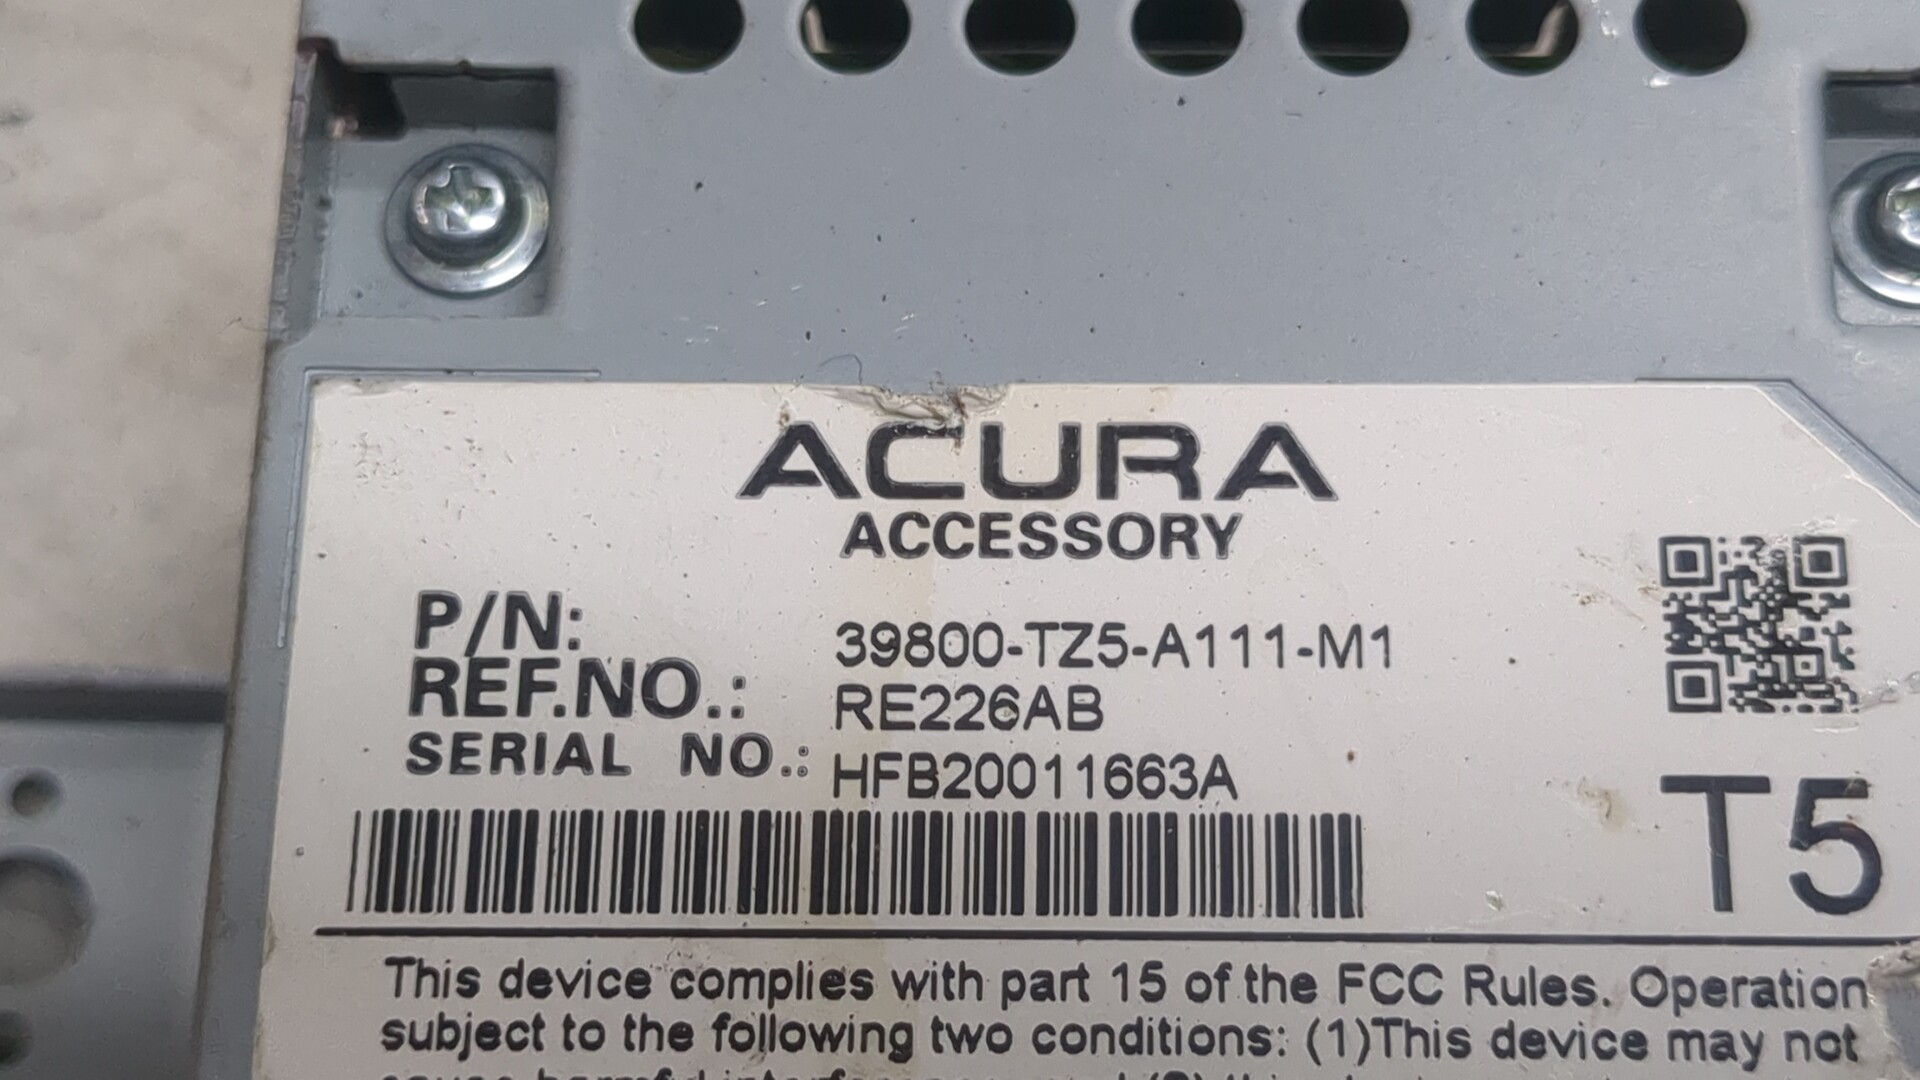 ACURA
ACCESSORY
P/N: 39800-TZ5-A111-M1
REF.NO.: RE226AB
SERIAL NO.: HFB20011663A
T5
This device complies with part 15 of the FCC Rules. Operation
subject to the following two conditions: (1)This device may not